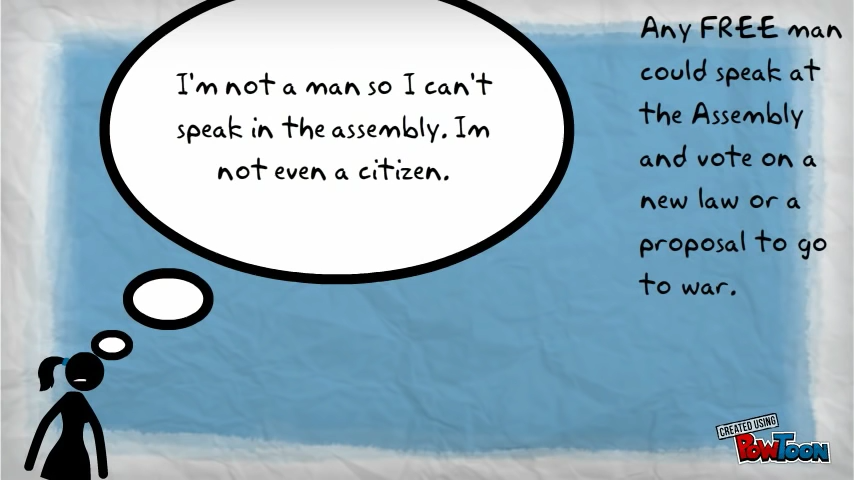 I'm not a man so I can't
speak in the assembly. Im
not even a citizen.
Any FREE man
could speak at
the Assembly
and vote on a
new law or a
proposal to go
to war.
CREATED USING
POWTOON